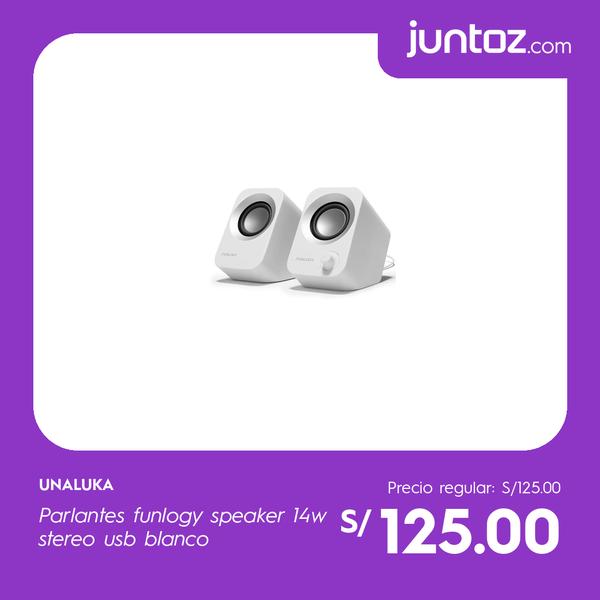 juntoz.com
UNALUKA
Parlantes funlogy speaker 14w
stereo usb blanco
Precio regular: S/125.00
S/125.00